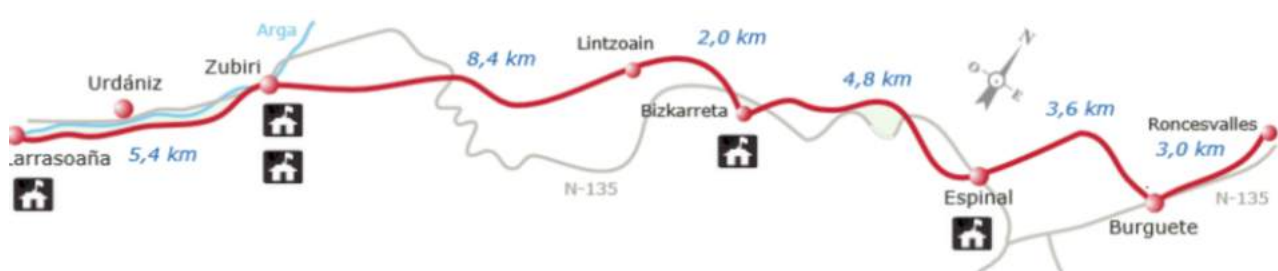 Arga
Zubiri
Urdániz
8,4 km
Lintzoain
2,0 km
4,8 km
N
O
E
Bizkarreta
3,6 km
Roncesvalles
3,0 km
.arrasoaña
5,4 km
N-135
Espinal
N-135
Burguete